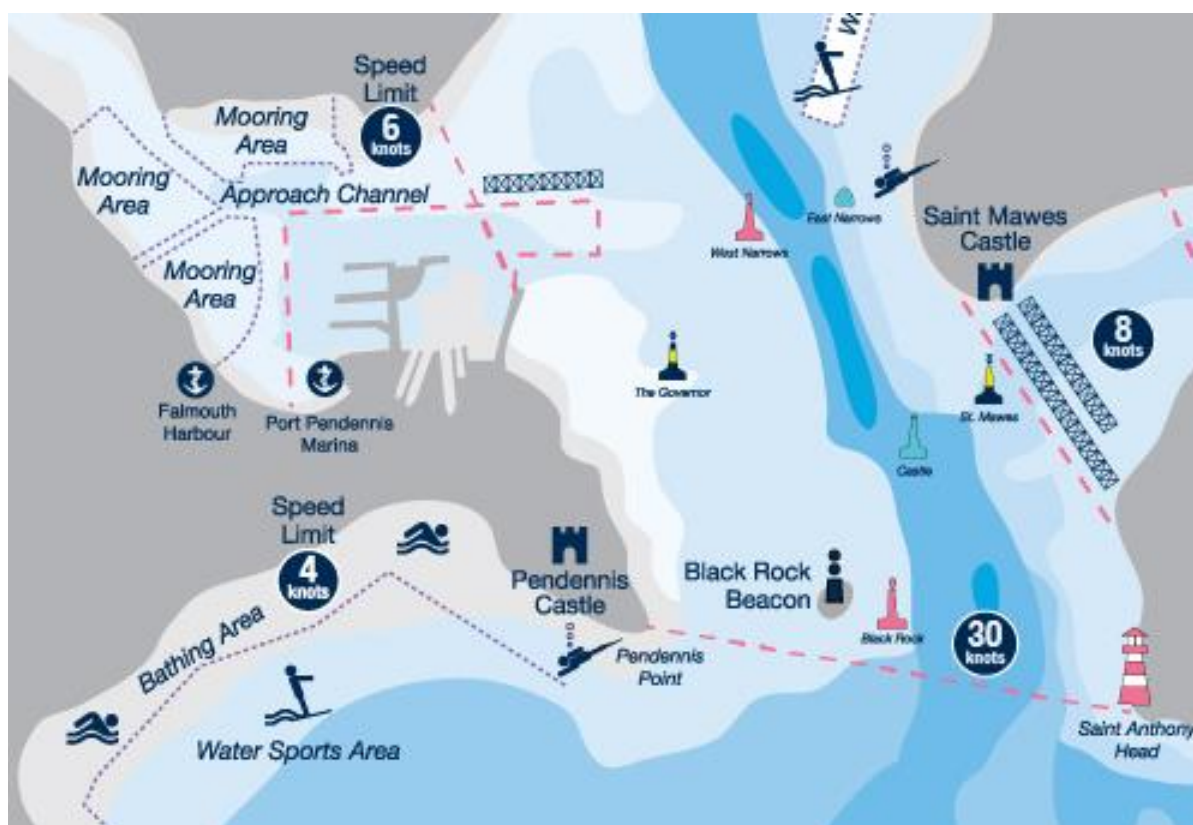 Speed
Limit
6
knots
Mooring
Area
Mooring
Area
Approach Channel
Mooring
Area
Falmouth
Harbour
Port Pendennis
Marina
W
West Narrows
East Narrows
Saint Mawes
Castle
8
knots
The Governor
St. Mawes
Castle
Speed
Limit
4
knots
Bathing Area
Pendennis
Castle
Black Rock
Beacon
Black Rock
30
knots
Pendennis
Point
Water Sports Area
Saint Anthony
Head